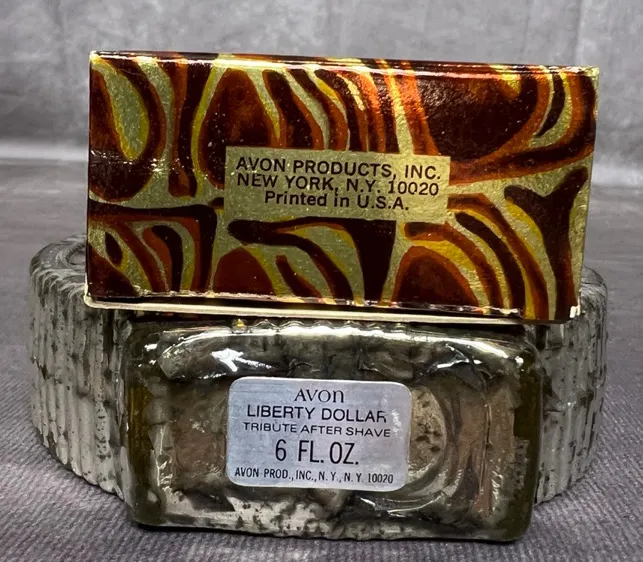 AVON PRODUCTS, INC.
NEW YORK, N.Y. 10020
Printed in U.S.A.
AVON
LIBERTY DOLLAR
TRIBUTE AFTER SHAVE
6 FL. OZ.
AVON PROD., INC., N.Y., N.Y. 10020